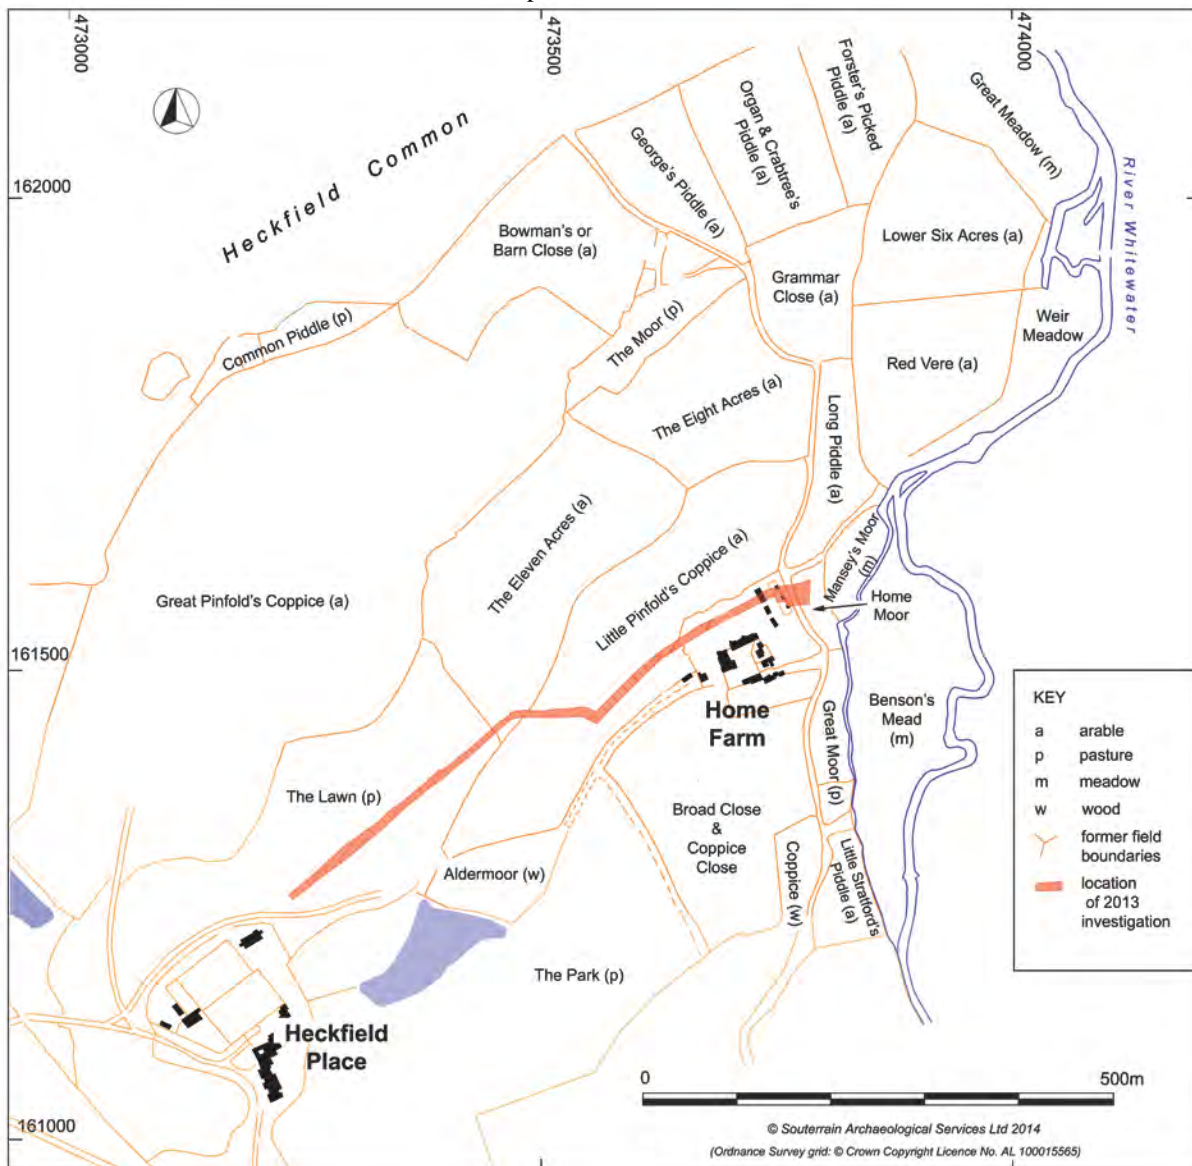 473000
473500
474000
162000
161500
161000
Heckfield Common
Forster's Picked
Piddle (a)
Organ & Crabtree's
Piddle (a)
George's Piddle (a)
Great Meadow (m)
River Whitewater
Bowman's or
Barn Close (a)
Lower Six Acres (a)
Grammar
Close (a)
Common Piddle (p)
The Moor (p)
Weir
Meadow
Red Vere (a)
The Eight Acres (a)
Long Piddle (a)
The Eleven Acres (a)
Little Pinfold's Coppice (a)
Mansey's Moor
(m)
Great Pinfold's Coppice (a)
Home
Moor
Home
Farm
Benson's
Mead
(m)
Great Moor (p)
The Lawn (p)
Broad Close
&
Coppice
Close
Aldermoor (w)
Coppice (w)
Little Stratford's
Piddle (a)
The Park (p)
Heckfield
Place
KEY
a arable
p pasture
m meadow
w wood
former field
boundaries
location
of 2013
investigation
0 500m
© Souterrain Archaeological Services Ltd 2014
(Ordnance Survey grid: © Crown Copyright Licence No. AL 100015565)